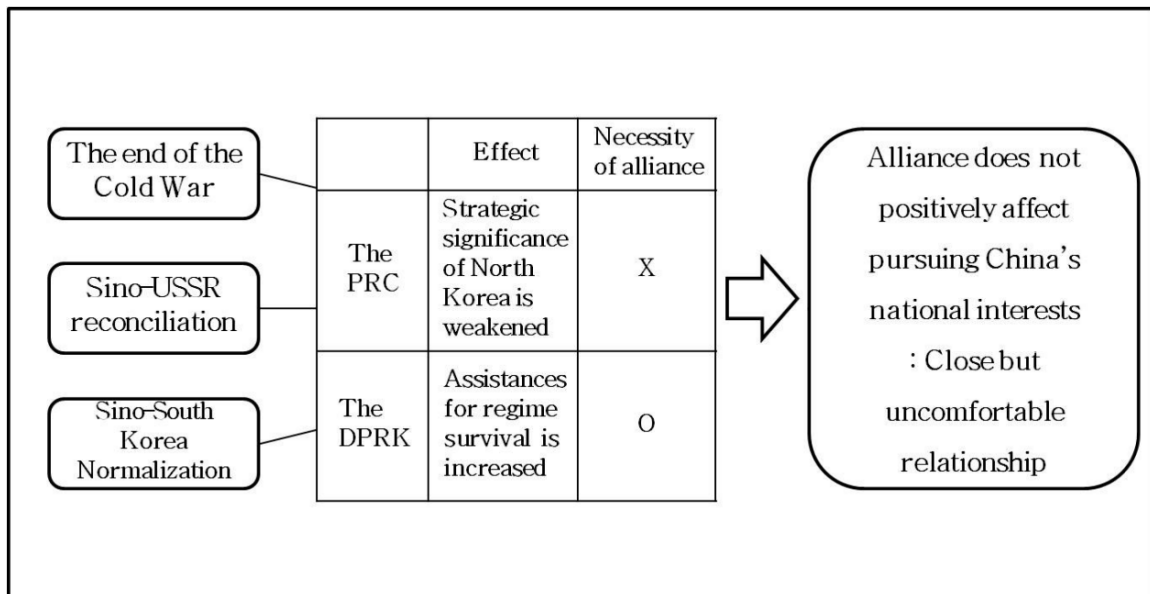 The end of the
Cold War
Sino-USSR
reconciliation
Sino-South
Korea
Normalization
Effect
Necessity
of alliance
The
PRC
Strategic
significance
of North
Korea is
weakened
X
The
DPRK
Assistances
for regime
survival is
increased
O
Alliance does not
positively affect
pursuing China's
national interests
: Close but
uncomfortable
relationship